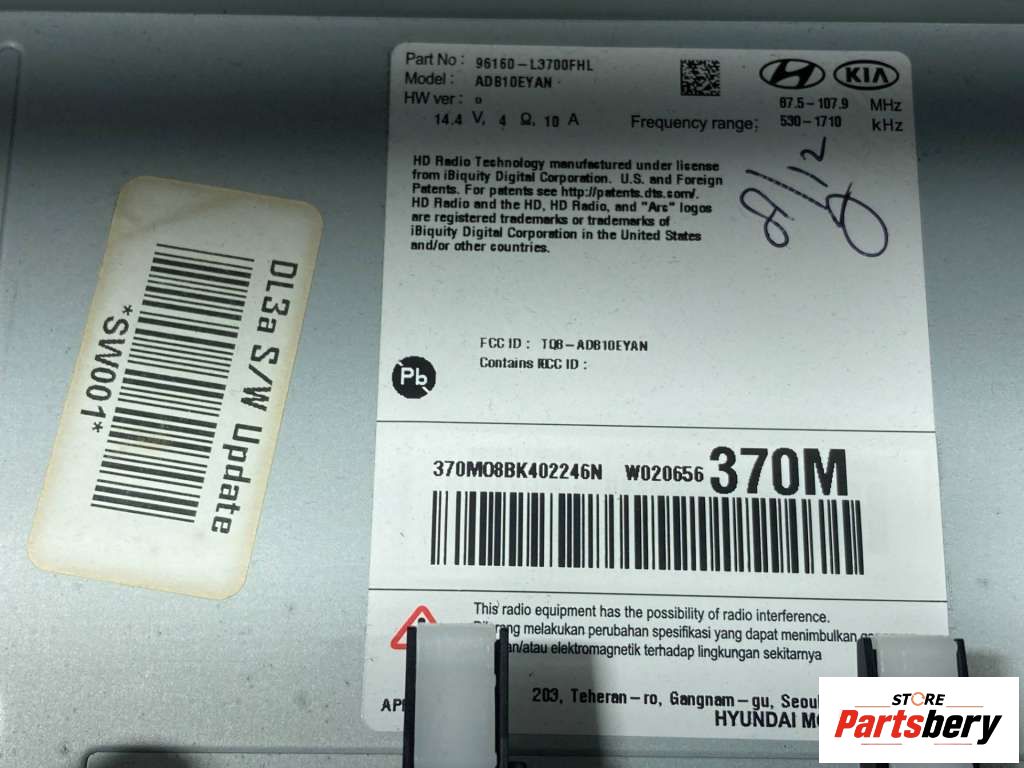 Part No : 96160-L3700FHL
Model : ADB10EYAN
HW ver : 0
14.4 V, 4 Ω, 10 A
KIA
87.5-107.9 MHz
Frequency range: 530-1710 kHz
HD Radio Technology manufactured under license
from iBiquity Digital Corporation. U.S. and Foreign
Patents. For patents see http://patents.dts.com/.
HD Radio and the HD, HD Radio, and "Arc" logos
are registered trademarks or trademarks of
iBiquity Digital Corporation in the United States
and/or other countries.
8/12
FCC ID : TQ8-ADB10EYAN
Contains FCC ID :
Pb
370M08BK402246N W020656 370M
This radio equipment has the possibility of radio interference.
melakukan perubahan spesifikasi yang dapat menimbulkan
dan/atau elektromagnetik terhadap lingkungan sekitarnya
203, Teheran-ro, Gangnam-gu, Seoul
HYUNDAI
DL3a S/W Update
*SW001*
STORE
Partsbery